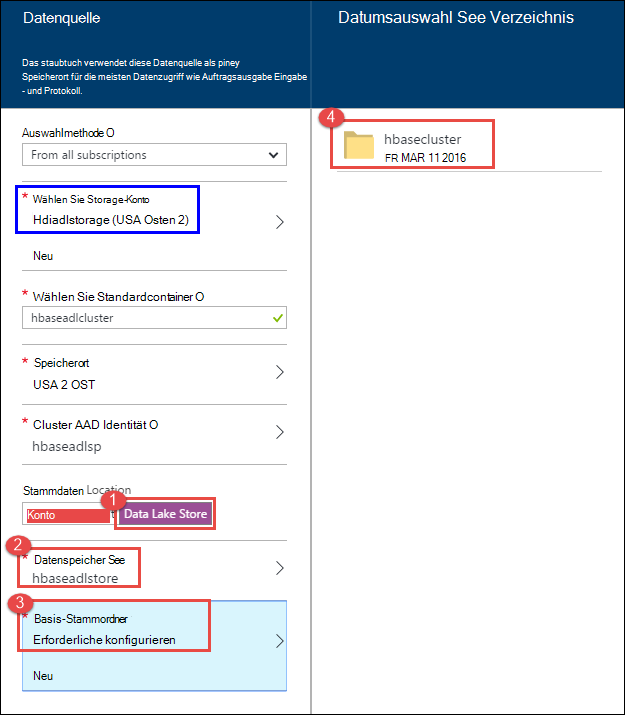 Datenquelle
Das staubtuch verwendet diese Datenquelle als piney
Speicherort für die meisten Datenzugriff wie Auftragsausgabe Eingabe
- und Protokoll.
Auswahlmethode O
From all subscriptions
* Wählen Sie Storage-Konto
Hdiadlstorage (USA Osten 2)
Neu
* Wählen Sie Standardcontainer O
hbaseadlcluster
* Speicherort
USA 2 OST
* Cluster AAD Identität O
hbaseadlsp
Stammdaten Location
1
Konto
Data Lake Store
2
* Datenspeicher See
hbaseadlstore
3
* Basis-Stammordner
Erforderliche konfigurieren
Neu
Datumsauswahl See Verzeichnis
4
hbasecluster
FR MAR 11 2016